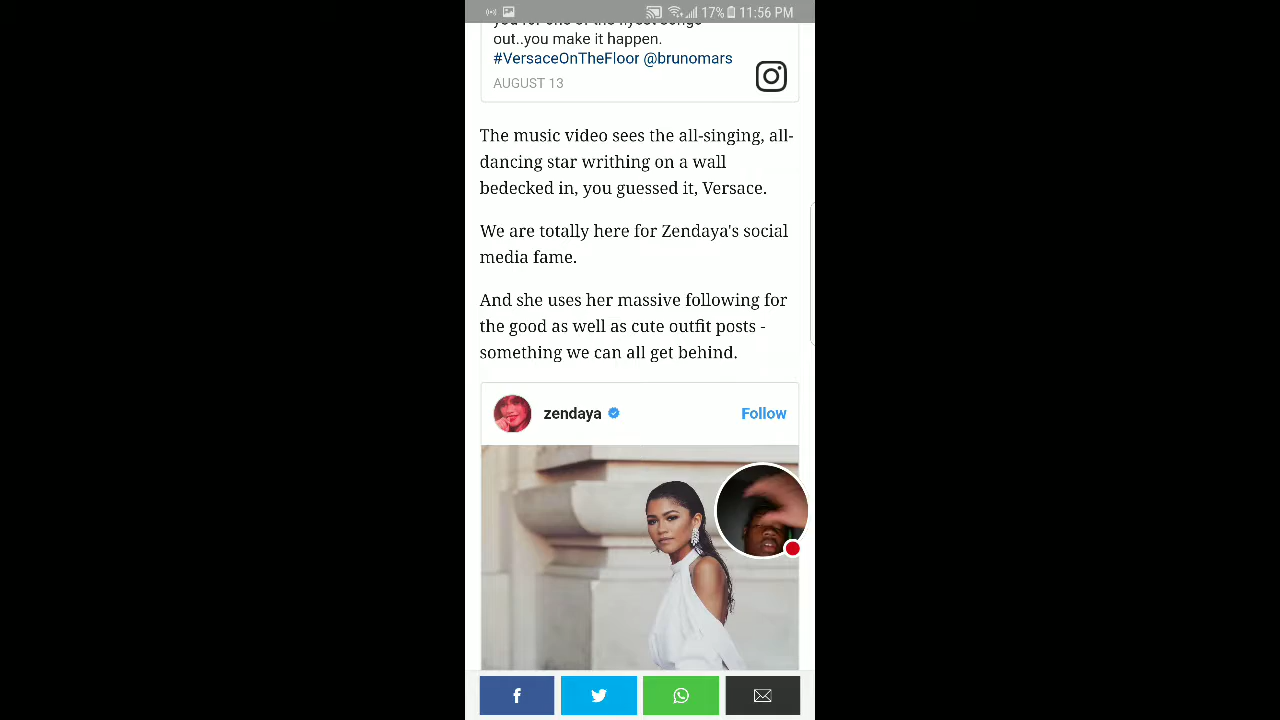 17% 11:56 PM
out..you make it happen.
#VersaceOnTheFloor @brunomars
AUGUST 13
The music video sees the all-singing, all-
dancing star writhing on a wall
bedecked in, you guessed it, Versace.
We are totally here for Zendaya's social
media fame.
And she uses her massive following for
the good as well as cute outfit posts -
something we can all get behind.
zendaya
Follow